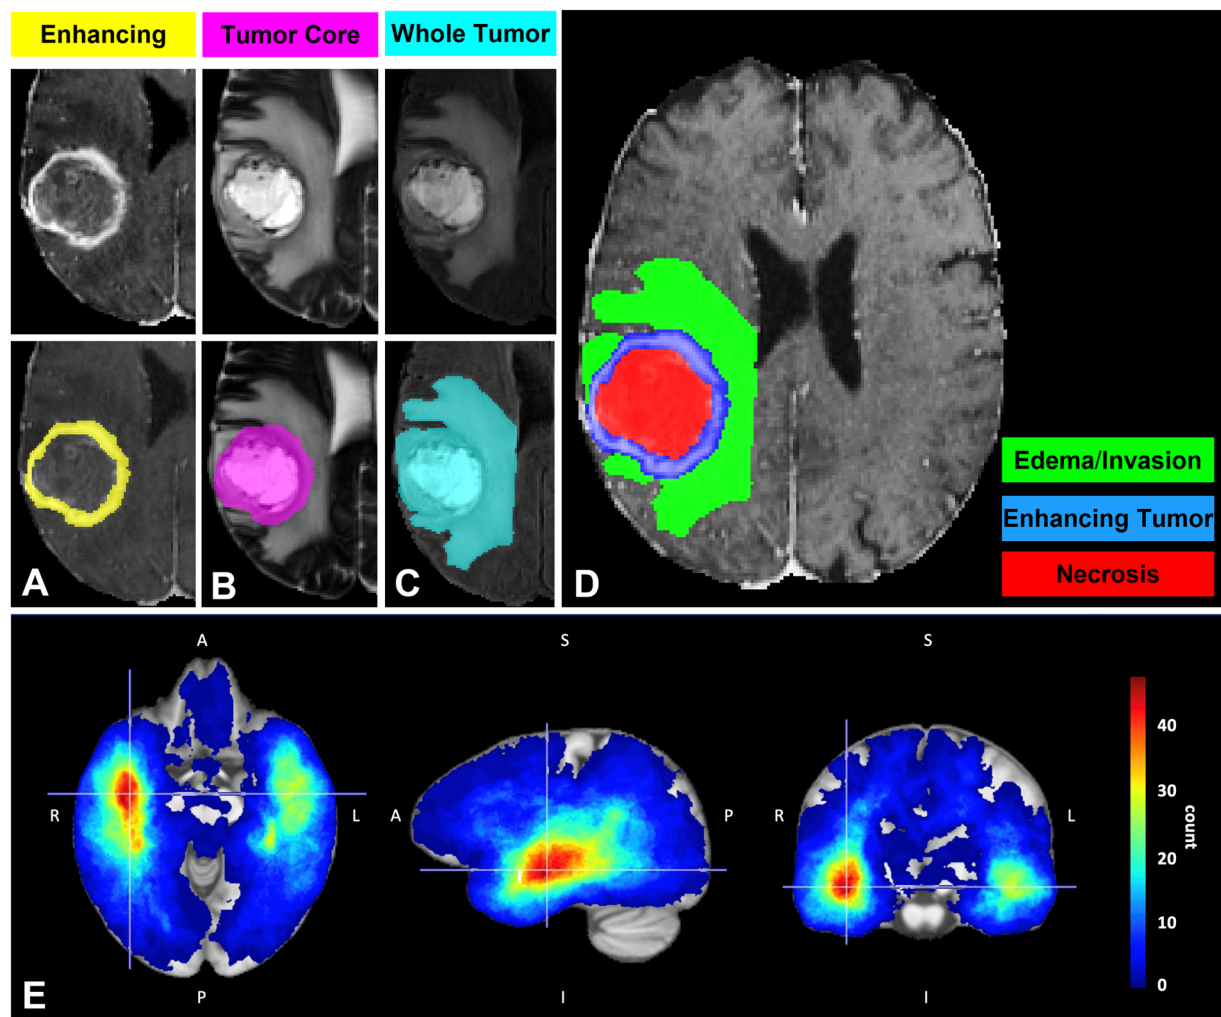 Enhancing
Tumor Core
Whole Tumor
A
B
C
D
Edema/Invasion
Enhancing Tumor
Necrosis
A
S
S
R
L
A
P
R
L
P
I
I
40
30
20
10
0
count
E